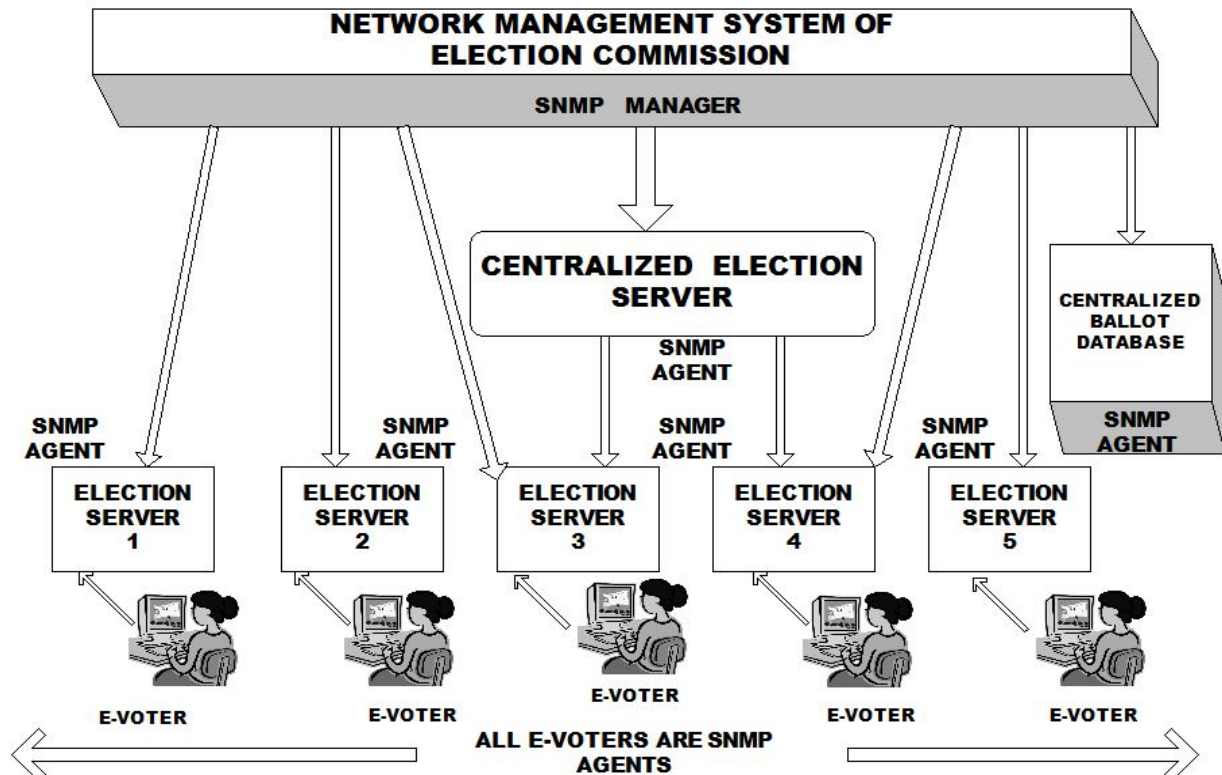 NETWORK MANAGEMENT SYSTEM OF
ELECTION COMMISSION
SNMP MANAGER
CENTRALIZED ELECTION
SERVER
CENTRALIZED
BALLOT
DATABASE
SNMP
AGENT
SNMP
AGENT
SNMP
AGENT
SNMP
AGENT
SNMP
AGENT
SNMP
AGENT
ELECTION
SERVER
1
ELECTION
SERVER
2
ELECTION
SERVER
3
ELECTION
SERVER
4
ELECTION
SERVER
5
E-VOTER
E-VOTER
E-VOTER
E-VOTER
E-VOTER
ALL E-VOTERS ARE SNMP
AGENTS